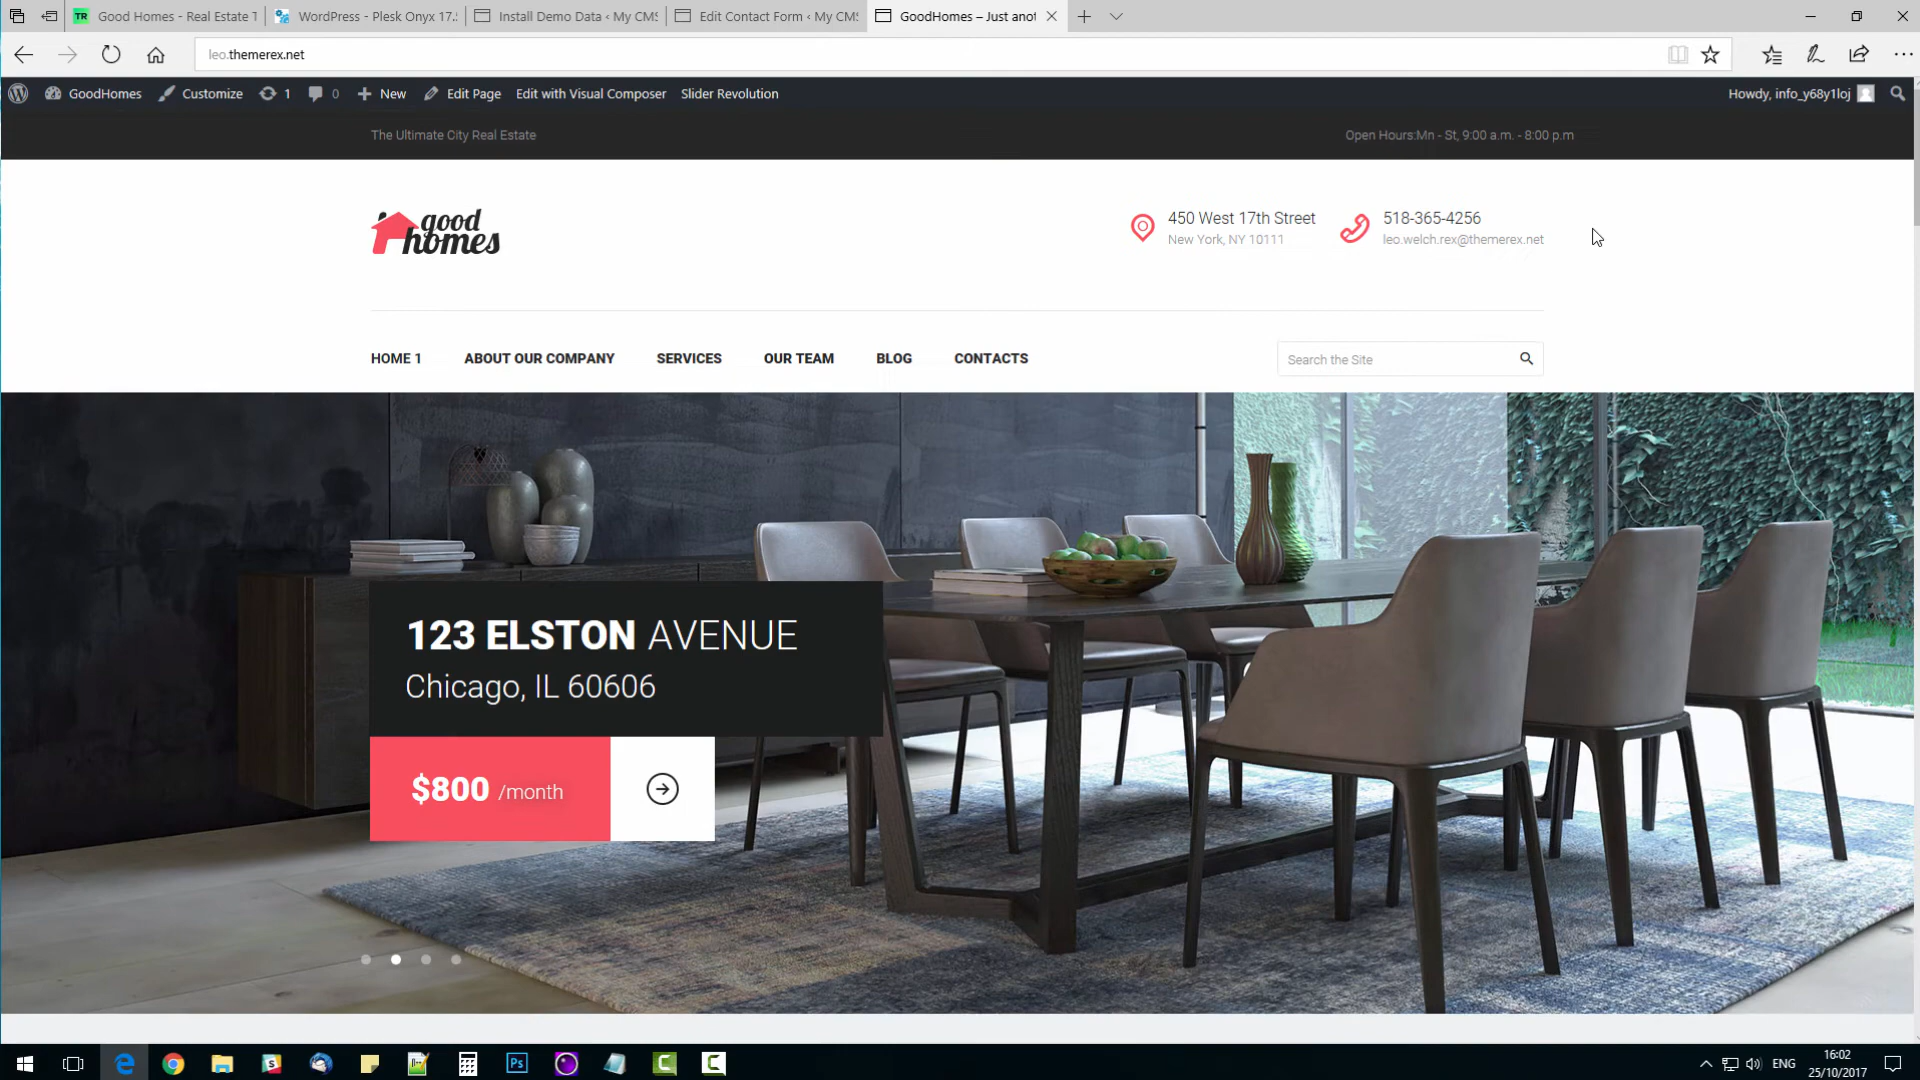 TR Good Homes - Real Estate T
WordPress - Plesk Onyx 17.
Install Demo Data ‹ My CMS
Edit Contact Form ‹ My CMS
GoodHomes – Just anot
leo.themerex.net
GoodHomes
Customize
1
0
New
Edit Page
Edit with Visual Composer
Slider Revolution
Howdy, info_y68y1loj
The Ultimate City Real Estate
Open Hours:Mn - St, 9:00 a.m. - 8:00 p.m
good
homes
450 West 17th Street
New York, NY 10111
518-365-4256
leo.welch.rex@themerex.net
HOME 1
ABOUT OUR COMPANY
SERVICES
OUR TEAM
BLOG
CONTACTS
Search the Site
123 ELSTON AVENUE
Chicago, IL 60606
$800 /month
Ps
ENG
16:02
25/10/2017